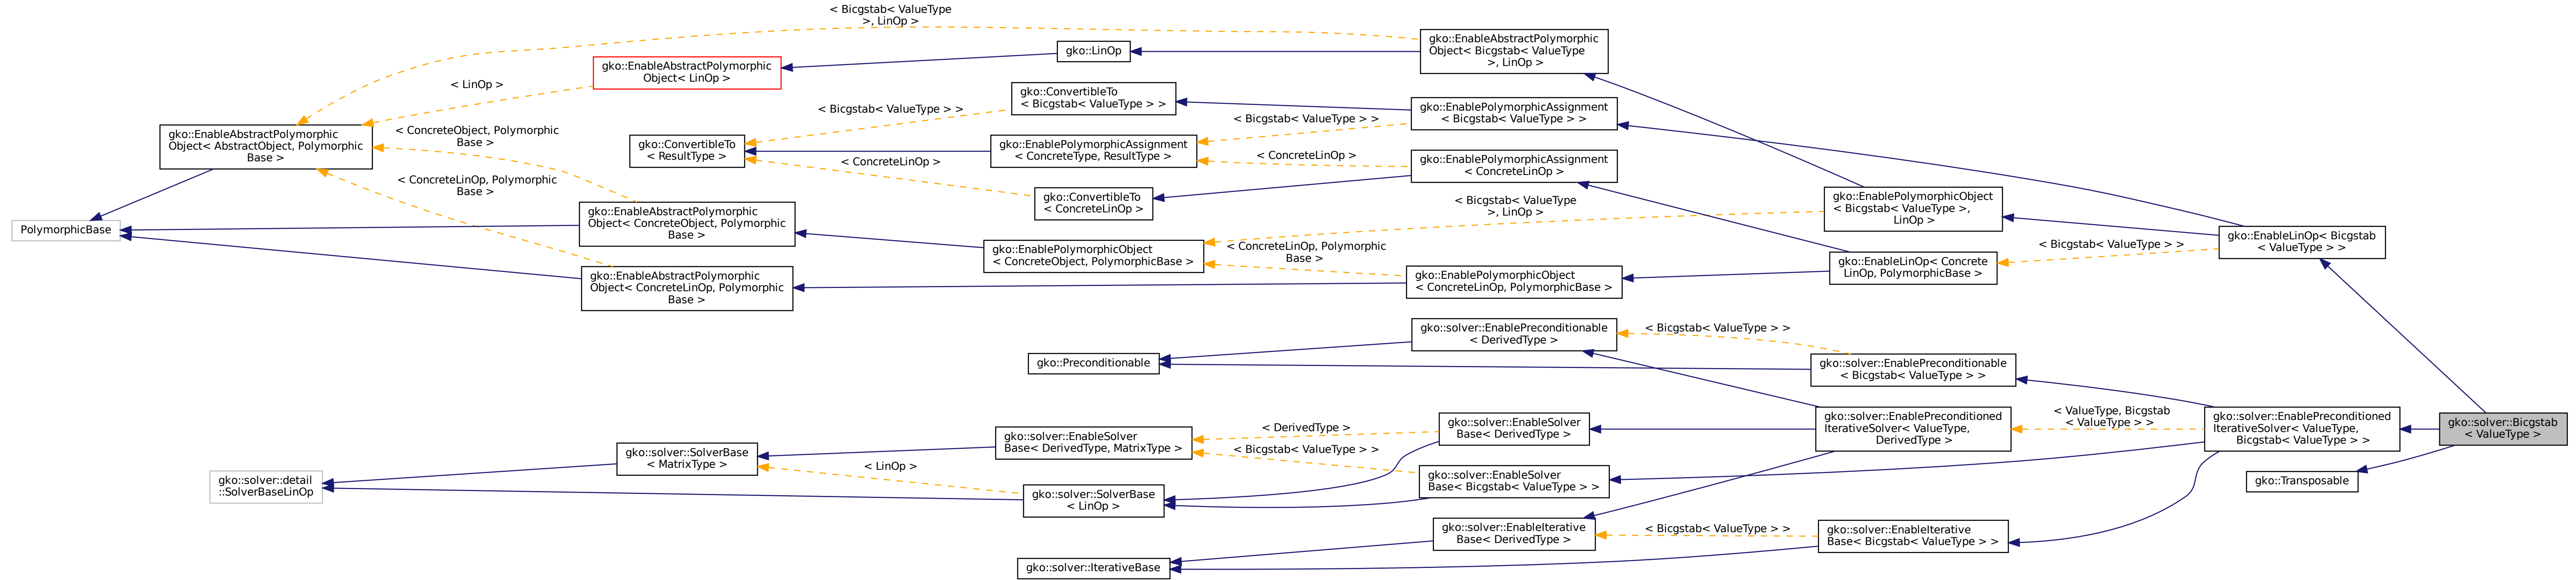 < Bicgstab< ValueType
>, LinOp >
gko::EnableAbstractPolymorphic
Object< Bicgstab< ValueType
>, LinOp >
gko::LinOp
gko::EnableAbstractPolymorphic
Object< LinOp >
< LinOp >
gko::ConvertibleTo
< Bicgstab< ValueType > >
< Bicgstab< ValueType > >
gko::EnablePolymorphicAssignment
< Bicgstab< ValueType > >
< Bicgstab< ValueType > >
gko::EnableAbstractPolymorphic
Object< AbstractObject, Polymorphic
Base >
< ConcreteObject, Polymorphic
Base >
gko::ConvertibleTo
< ResultType >
gko::EnablePolymorphicAssignment
< ConcreteType, ResultType >
< ConcreteLinOp >
< ConcreteLinOp >
gko::EnablePolymorphicAssignment
< ConcreteLinOp >
< ConcreteLinOp, Polymorphic
Base >
gko::ConvertibleTo
< ConcreteLinOp >
< Bicgstab< ValueType
>, LinOp >
gko::EnablePolymorphicObject
< Bicgstab< ValueType >,
LinOp >
PolymorphicBase
gko::EnableAbstractPolymorphic
Object< ConcreteObject, Polymorphic
Base >
gko::EnablePolymorphicObject
< ConcreteObject, PolymorphicBase >
< ConcreteLinOp, Polymorphic
Base >
< Bicgstab< ValueType > >
gko::EnableLinOp< Bicgstab
< ValueType > >
gko::EnableLinOp< Concrete
LinOp, PolymorphicBase >
gko::EnableAbstractPolymorphic
Object< ConcreteLinOp, Polymorphic
Base >
gko::EnablePolymorphicObject
< ConcreteLinOp, PolymorphicBase >
gko::solver::EnablePreconditionable
< DerivedType >
< Bicgstab< ValueType > >
gko::Preconditionable
gko::solver::EnablePreconditionable
< Bicgstab< ValueType > >
gko::solver::EnableSolver
Base< DerivedType >
gko::solver::EnablePreconditioned
IterativeSolver< ValueType,
DerivedType >
< ValueType, Bicgstab
< ValueType > >
gko::solver::EnablePreconditioned
IterativeSolver< ValueType,
Bicgstab< ValueType > >
gko::solver::Bicgstab
< ValueType >
< DerivedType >
gko::solver::EnableSolver
Base< DerivedType, MatrixType >
< Bicgstab< ValueType > >
gko::solver::SolverBase
< MatrixType >
< LinOp >
gko::solver::detail
::SolverBaseLinOp
gko::solver::SolverBase
< LinOp >
gko::solver::EnableSolver
Base< Bicgstab< ValueType > >
gko::Transposable
gko::solver::EnableIterative
Base< DerivedType >
< Bicgstab< ValueType > >
gko::solver::EnableIterative
Base< Bicgstab< ValueType > >
gko::solver::IterativeBase